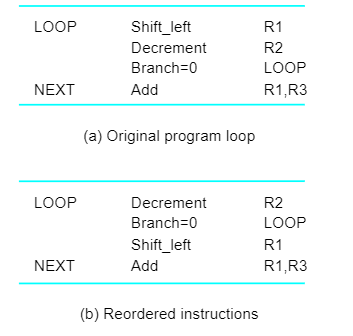 LOOP Shift_left R1
Decrement R2
Branch=0 LOOP
NEXT Add R1,R3
(a) Original program loop
LOOP Decrement R2
Branch=0 LOOP
Shift_left R1
NEXT Add R1,R3
(b) Reordered instructions